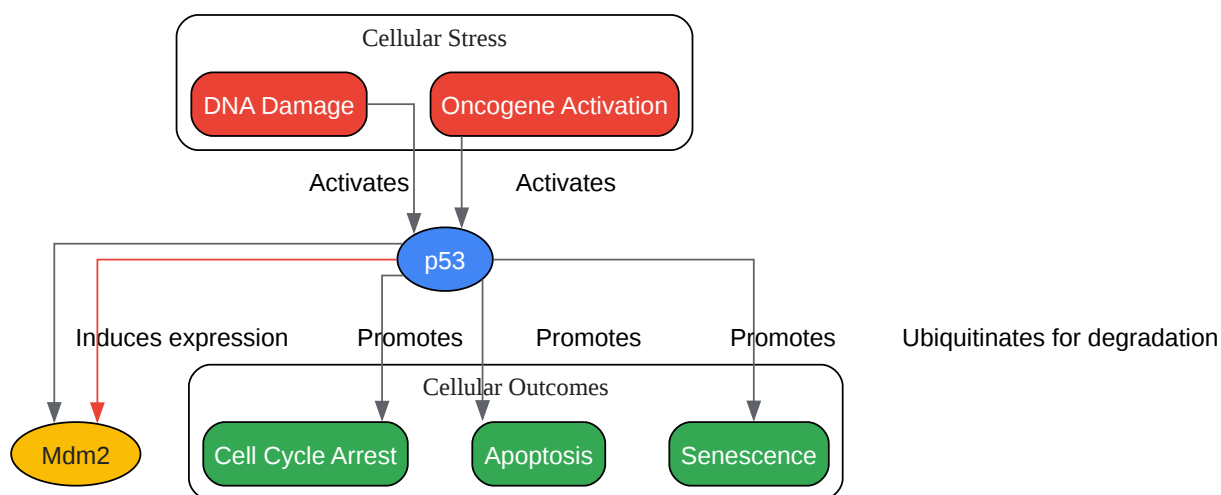 Cellular Stress
DNA Damage
Oncogene Activation
Activates
Activates
p53
Induces expression
Promotes
Promotes
Promotes
Ubiquitinates for degradation
Cellular Outcomes
Mdm2
Cell Cycle Arrest
Apoptosis
Senescence